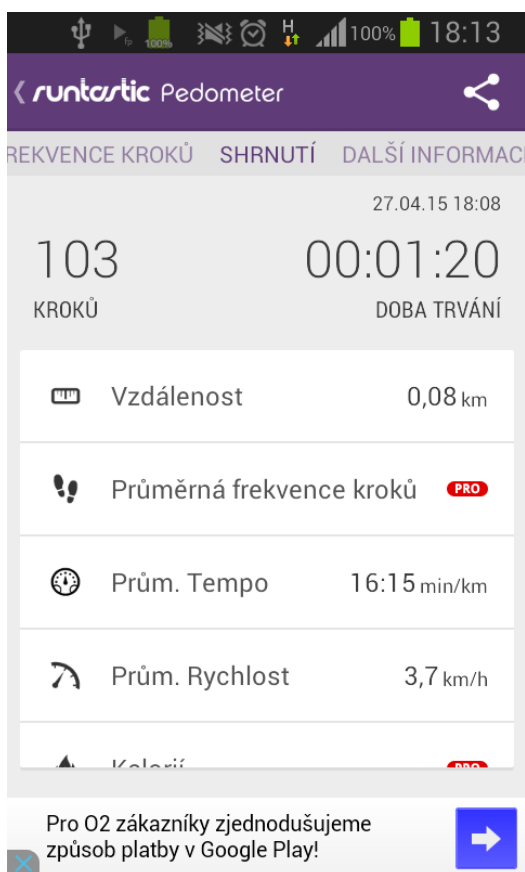 100% H 100% 18:13
runtastic Pedometer
REKVENCE KROKŮ SHRNUTÍ DALŠÍ INFORMAC
27.04.15 18:08
103 00:01:20
KROKŮ DOBA TRVÁNÍ
Vzdálenost 0,08 km
Průměrná frekvence kroků PRO
Prům. Tempo 16:15 min/km
Prům. Rychlost 3,7 km/h
Kalorií PRO
Pro O2 zákazníky zjednodušujeme
způsob platby v Google Play!